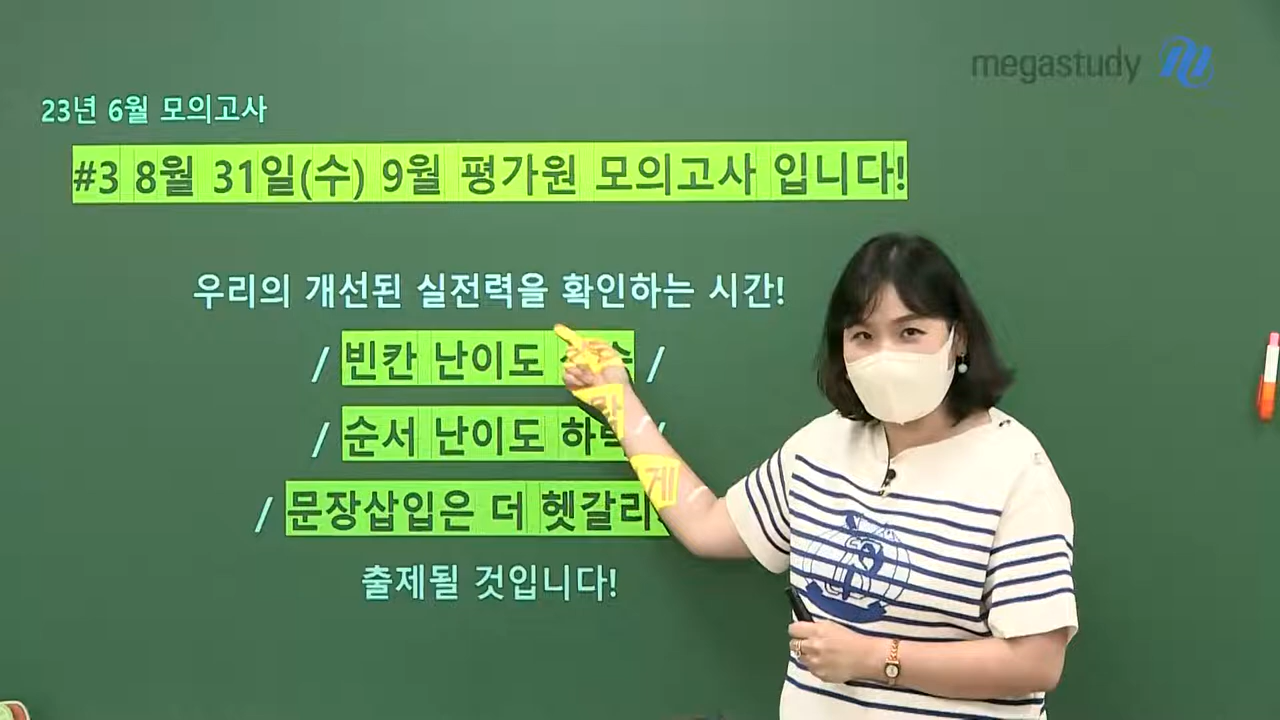 megastudy
23년 6월 모의고사
#3 8월 31일(수) 9월 평가원 모의고사 입니다!
우리의 개선된 실전력을 확인하는 시간!
/ 빈칸 난이도 /
/ 순서 난이도 /
/ 문장삽입은 더 헷갈리게
출제될 것입니다!